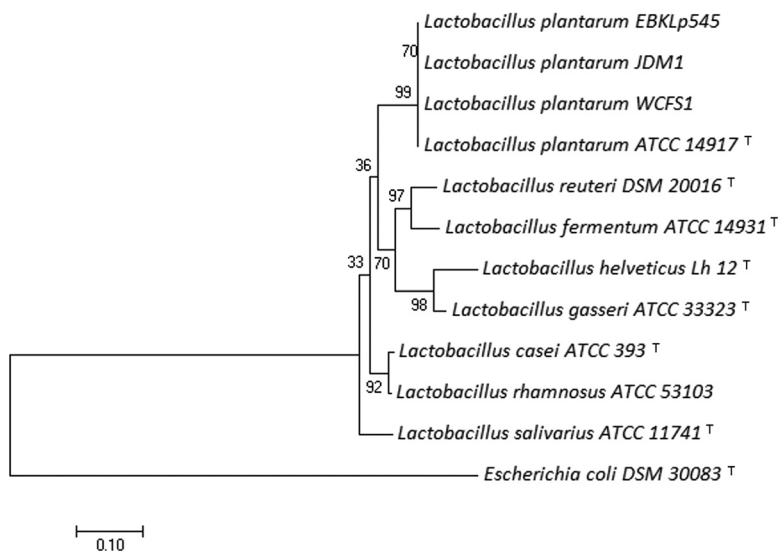 Lactobacillus plantarum EBKLp545
70
Lactobacillus plantarum JDM1
99
Lactobacillus plantarum WCFS1
Lactobacillus plantarum ATCC 14917 T
36
97
Lactobacillus reuteri DSM 20016 T
Lactobacillus fermentum ATCC 14931 T
33
70
Lactobacillus helveticus Lh 12 T
98
Lactobacillus gasseri ATCC 33323 T
Lactobacillus casei ATCC 393 T
92
Lactobacillus rhamnosus ATCC 53103
Lactobacillus salivarius ATCC 11741 T
Escherichia coli DSM 30083 T
0.10